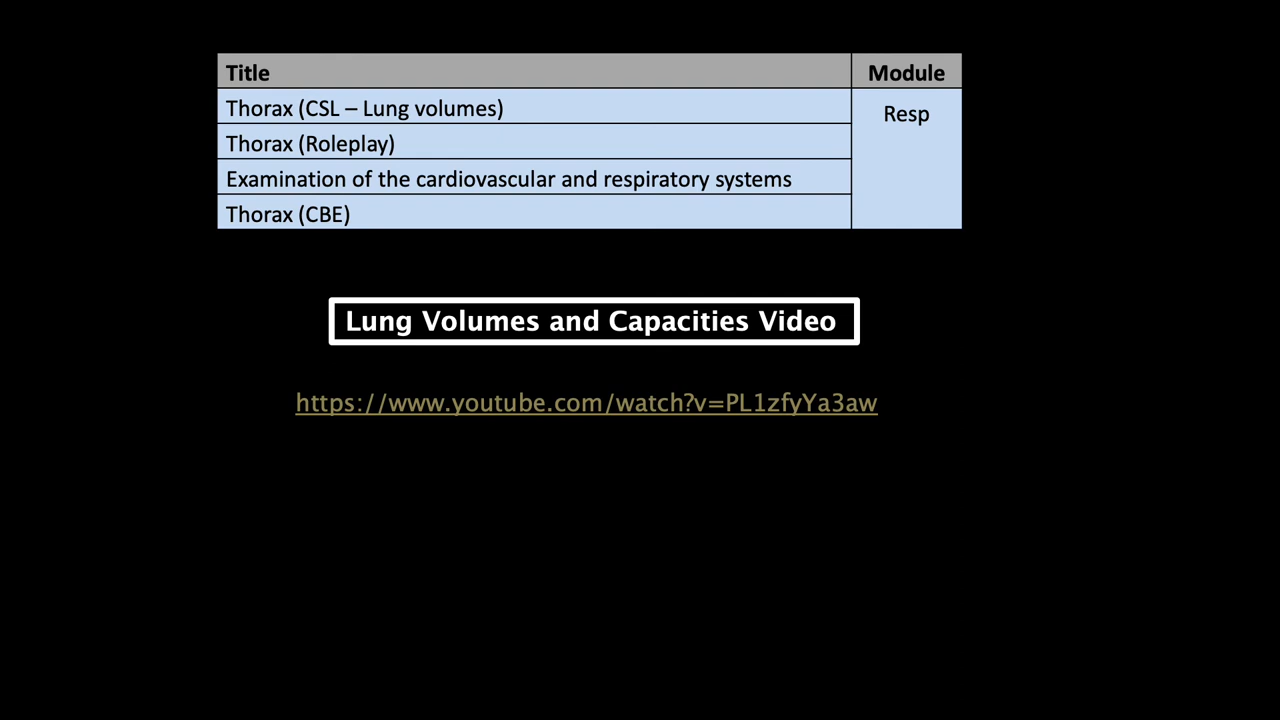 Title Module
Thorax (CSL – Lung volumes) Resp
Thorax (Roleplay)
Examination of the cardiovascular and respiratory systems
Thorax (CBE)
Lung Volumes and Capacities Video
https://www.youtube.com/watch?v=PL1zfyYa3aw